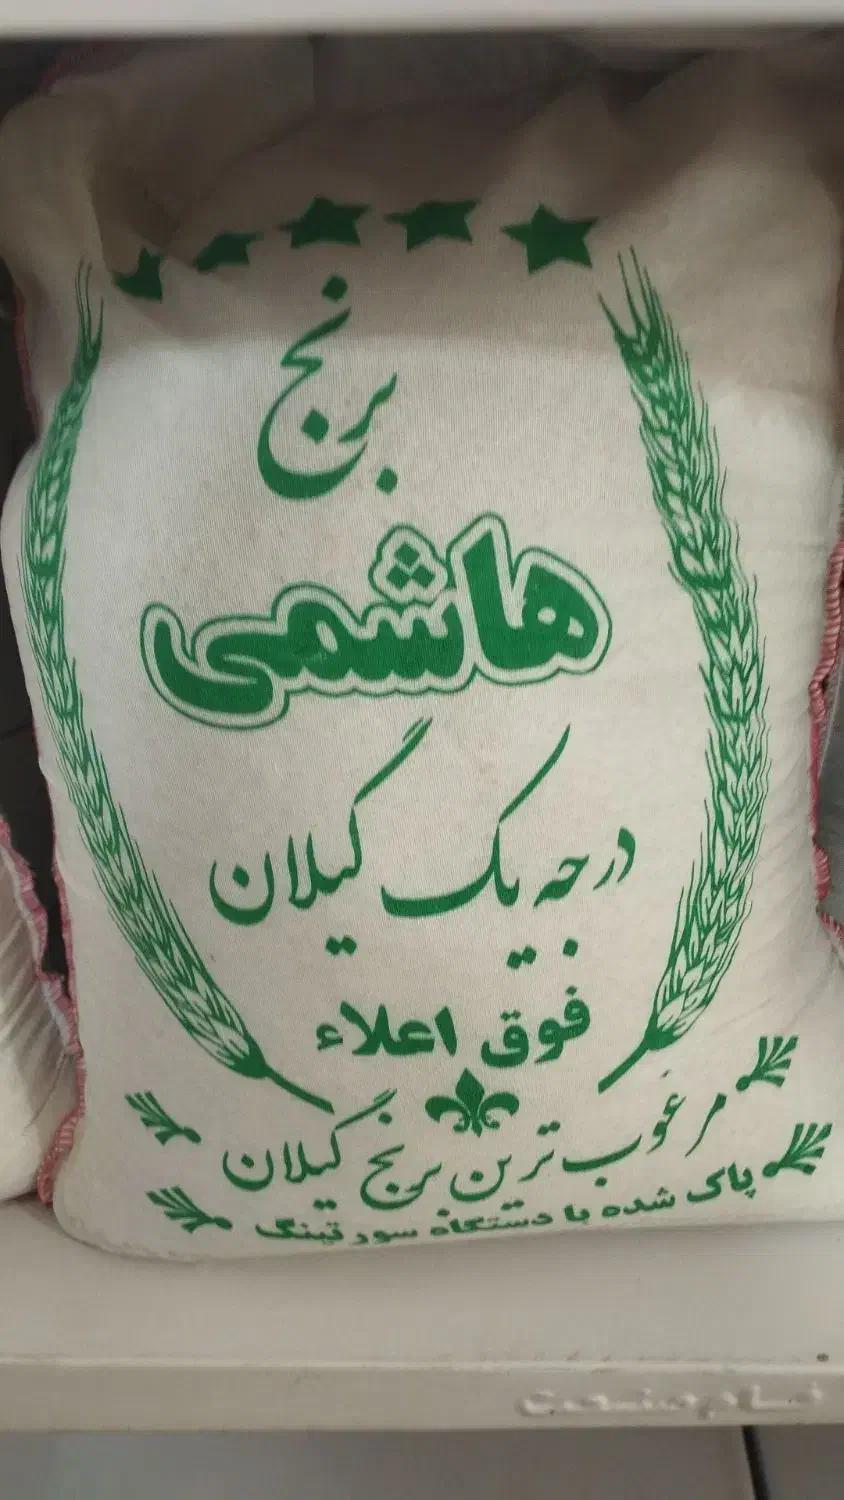 برنج
هاشمی
درجه یک گیلان
فوق اعلاء
مرغوب ترین برنج گیلان
پاک شده با دستگاه سورتینگ